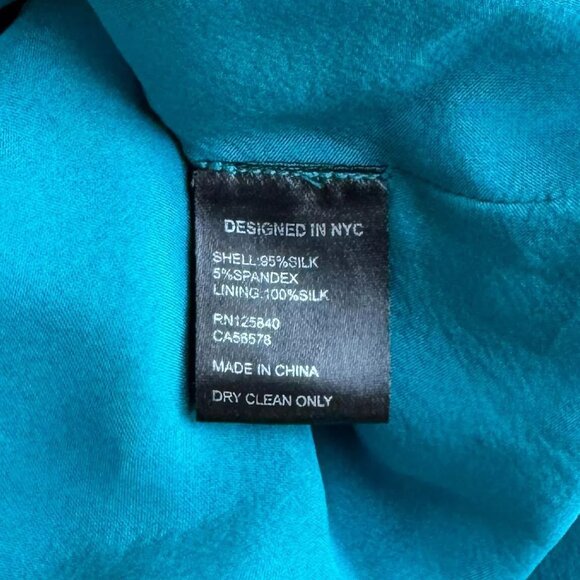 DESIGNED IN NYC
SHELL:95%SILK
5%SPANDEX
LINING:100%SILK
RN125840
CA56578
MADE IN CHINA
DRY CLEAN ONLY